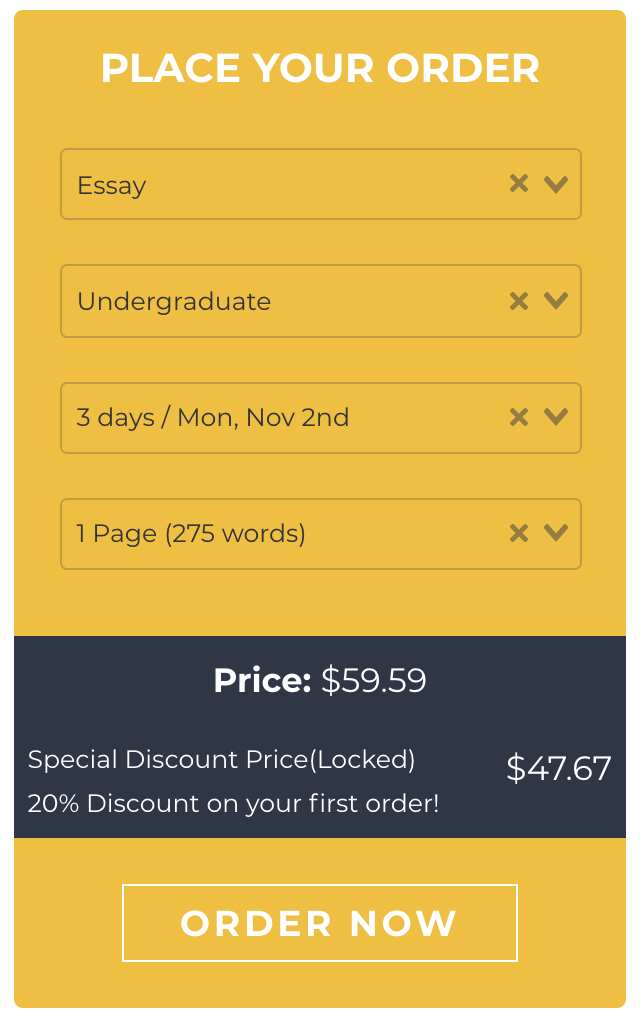 PLACE YOUR ORDER
Essay
Undergraduate
3 days / Mon, Nov 2nd
1 Page (275 words)
Price: $59.59
Special Discount Price(Locked)
$47.67
20% Discount on your first order!
ORDER NOW